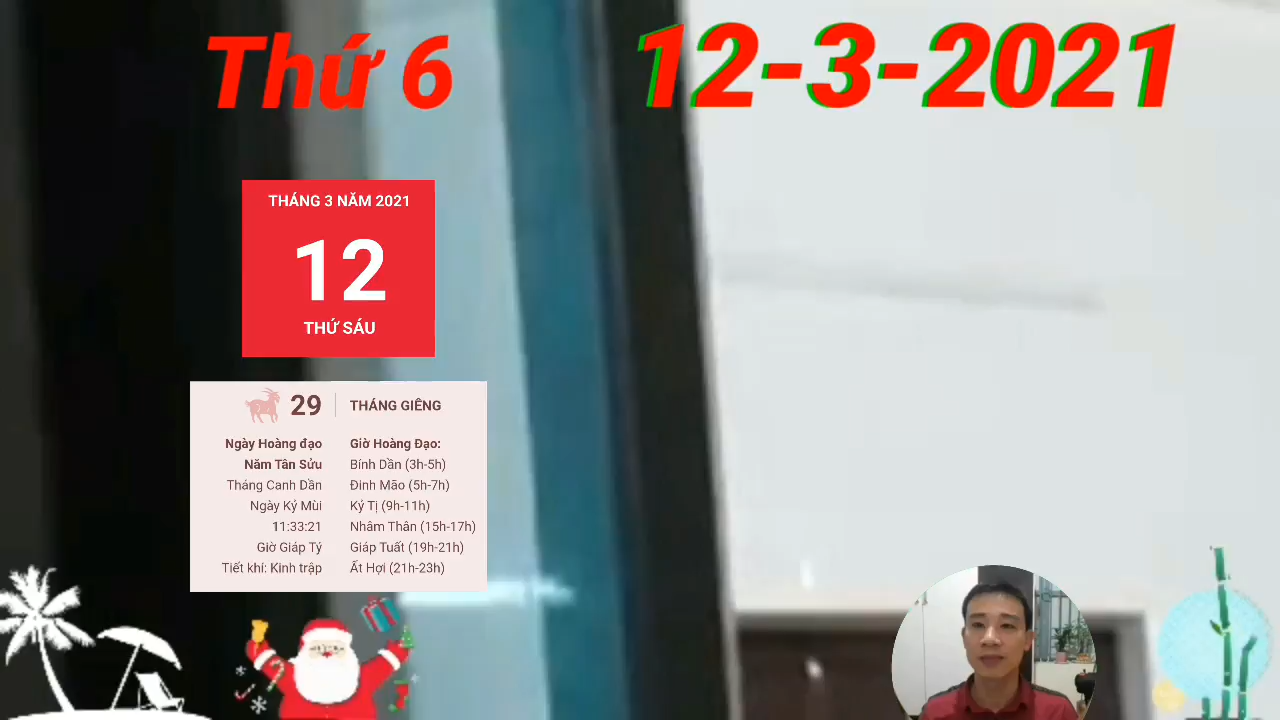 Thứ 6 12-3-2021
THÁNG 3 NĂM 2021
12
THỨ SÁU
29 THÁNG GIÊNG
Ngày Hoàng đạo Giờ Hoàng Đạo:
Năm Tân Sửu Bính Dần (3h-5h)
Tháng Canh Dần Đinh Mão (5h-7h)
Ngày Kỷ Mùi Kỷ Tị (9h-11h)
11:33:21 Nhâm Thân (15h-17h)
Giờ Giáp Tý Giáp Tuất (19h-21h)
Tiết khí: Kinh trập Ất Hợi (21h-23h)